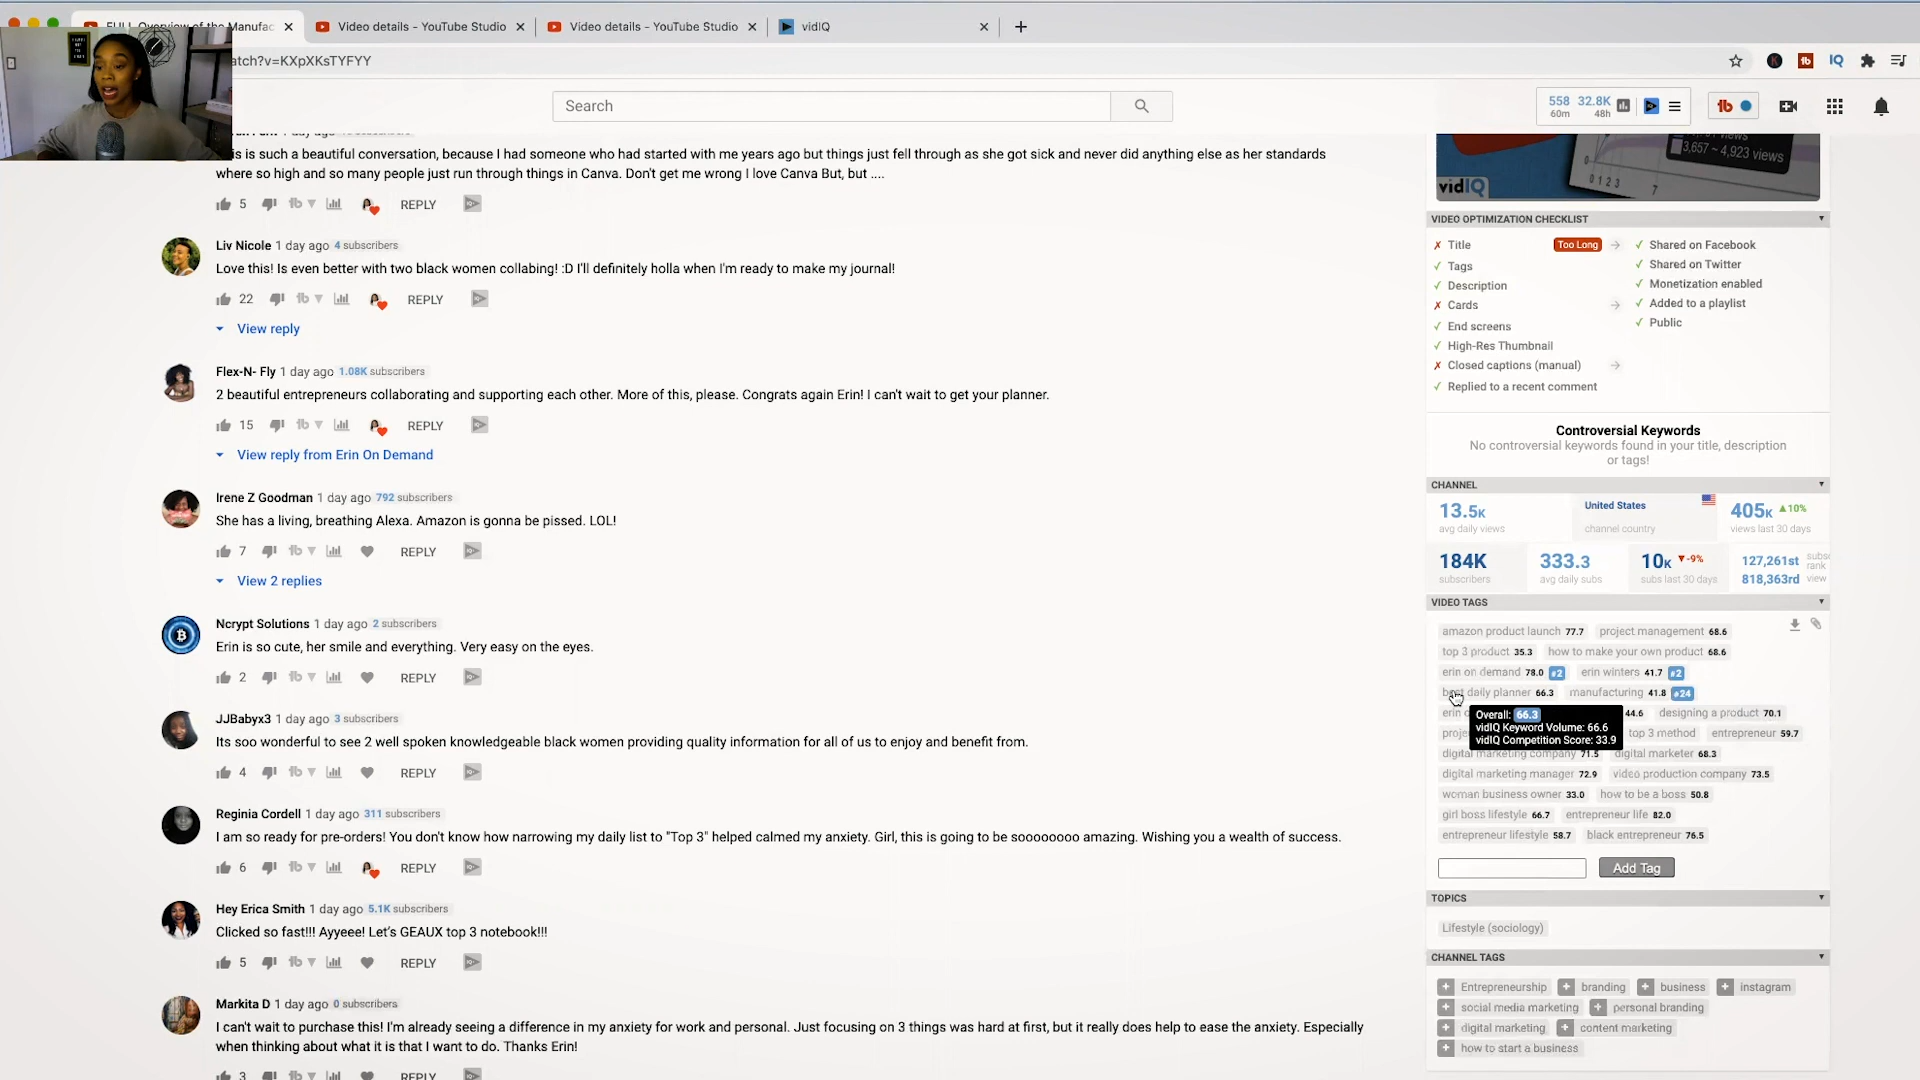 FULL Overview of the Manufac
Video details - YouTube Studio
Video details - YouTube Studio
vidIQ
atch?v=KXpXKsTYFYY
Search
558 32.8K
60m 48h
is is such a beautiful conversation, because I had someone who had started with me years ago but things just fell through as she got sick and never did anything else as her standards
where so high and so many people just run through things in Canva. Don't get me wrong I love Canva But, but ....
5 REPLY
Liv Nicole 1 day ago 4 subscribers
Love this! Is even better with two black women collabing! :D I'll definitely holla when I'm ready to make my journal!
22 REPLY
View reply
Flex-N- Fly 1 day ago 1.08K subscribers
2 beautiful entrepreneurs collaborating and supporting each other. More of this, please. Congrats again Erin! I can't wait to get your planner.
15 REPLY
View reply from Erin On Demand
Irene Z Goodman 1 day ago 792 subscribers
She has a living, breathing Alexa. Amazon is gonna be pissed. LOL!
7 REPLY
View 2 replies
Ncrypt Solutions 1 day ago 2 subscribers
Erin is so cute, her smile and everything. Very easy on the eyes.
2 REPLY
JJBabyx3 1 day ago 3 subscribers
Its soo wonderful to see 2 well spoken knowledgeable black women providing quality information for all of us to enjoy and benefit from.
4 REPLY
Reginia Cordell 1 day ago 311 subscribers
I am so ready for pre-orders! You don't know how narrowing my daily list to "Top 3" helped calmed my anxiety. Girl, this is going to be soooooooo amazing. Wishing you a wealth of success.
6 REPLY
Hey Erica Smith 1 day ago 5.1K subscribers
Clicked so fast!!! Ayyeee! Let's GEAUX top 3 notebook!!!
5 REPLY
Markita D 1 day ago 0 subscribers
I can't wait to purchase this! I'm already seeing a difference in my anxiety for work and personal. Just focusing on 3 things was hard at first, but it really does help to ease the anxiety. Especially
when thinking about what it is that I want to do. Thanks Erin!
3 REPLY
3,657 ~ 4,923 views
0 1 2 3 7
vidIQ
VIDEO OPTIMIZATION CHECKLIST
✗ Title Too Long
✓ Tags
✓ Description
✗ Cards
✓ End screens
✓ High-Res Thumbnail
✗ Closed captions (manual)
✓ Replied to a recent comment
✓ Shared on Facebook
✓ Shared on Twitter
✓ Monetization enabled
✓ Added to a playlist
✓ Public
Controversial Keywords
No controversial keywords found in your title, description
or tags!
CHANNEL
13.5K avg daily views
United States channel country
405K ▲10% views last 30 days
184K subscribers
333.3 avg daily subs
10K ▼-9% subs last 30 days
127,261st subs rank
818,363rd view
VIDEO TAGS
amazon product launch 77.7 project management 68.6
top 3 product 35.3 how to make your own product 68.6
erin on demand 78.0 #2 erin winters 41.7 #2
best daily planner 66.3 manufacturing 41.8 #24
erin 44.6 designing a product 70.1
proje top 3 method entrepreneur 59.7
Overall: 66.3
vidIQ Keyword Volume: 66.6
vidIQ Competition Score: 33.9
digital marketing company 71.5 digital marketer 68.3
digital marketing manager 72.9 video production company 73.5
woman business owner 33.0 how to be a boss 50.8
girl boss lifestyle 66.7 entrepreneur life 82.0
entrepreneur lifestyle 58.7 black entrepreneur 76.5
Add Tag
TOPICS
Lifestyle (sociology)
CHANNEL TAGS
+ Entrepreneurship + branding + business + instagram
+ social media marketing + personal branding
+ digital marketing + content marketing
+ how to start a business